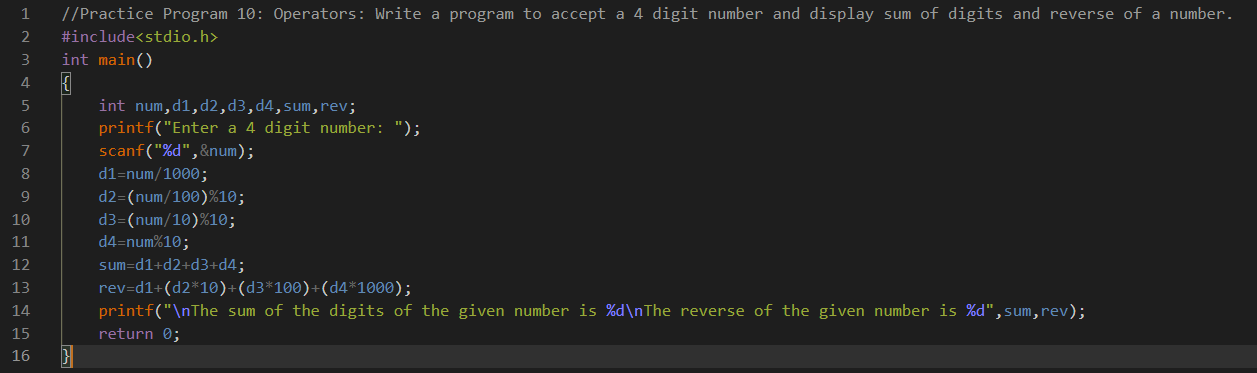 1 //Practice Program 10: Operators: Write a program to accept a 4 digit number and display sum of digits and reverse of a number.
2 #include<stdio.h>
3 int main()
4 {
5     int num,d1,d2,d3,d4,sum,rev;
6     printf("Enter a 4 digit number: ");
7     scanf("%d",&num);
8     d1=num/1000;
9     d2=(num/100)%10;
10     d3=(num/10)%10;
11     d4=num%10;
12     sum=d1+d2+d3+d4;
13     rev=d1+(d2*10)+(d3*100)+(d4*1000);
14     printf("\nThe sum of the digits of the given number is %d\nThe reverse of the given number is %d",sum,rev);
15     return 0;
16 }